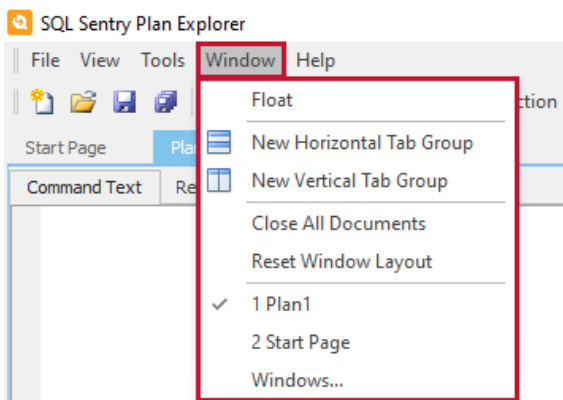 SQL Sentry Plan Explorer
File View Tools Window Help
Float
New Horizontal Tab Group
Start Page
New Vertical Tab Group
Command Text
Close All Documents
Reset Window Layout
1 Plan1
2 Start Page
Windows...